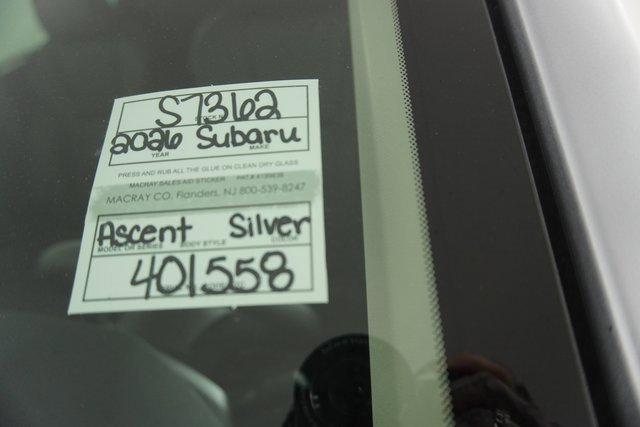 S7362
2026 Subaru
YEAR MAKE
PRESS AND RUB ALL THE GLUE ON CLEAN DRY GLASS
MACRAY SALES AID STICKER
MACRAY CO. Flanders, NJ 800-539-8247
Ascent Silver
MODEL OR SERIES BODY STYLE COLOR
401558